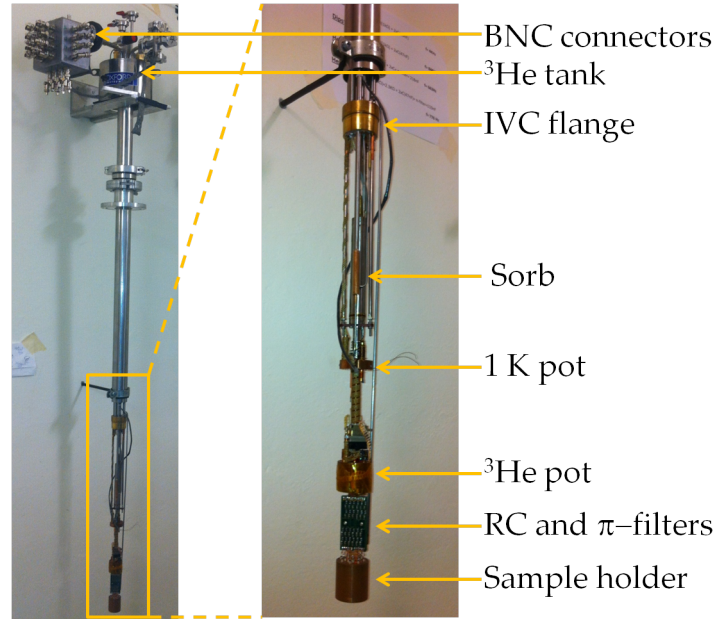 BNC connectors
³He tank
IVC flange
Sorb
1 K pot
³He pot
RC and π–filters
Sample holder